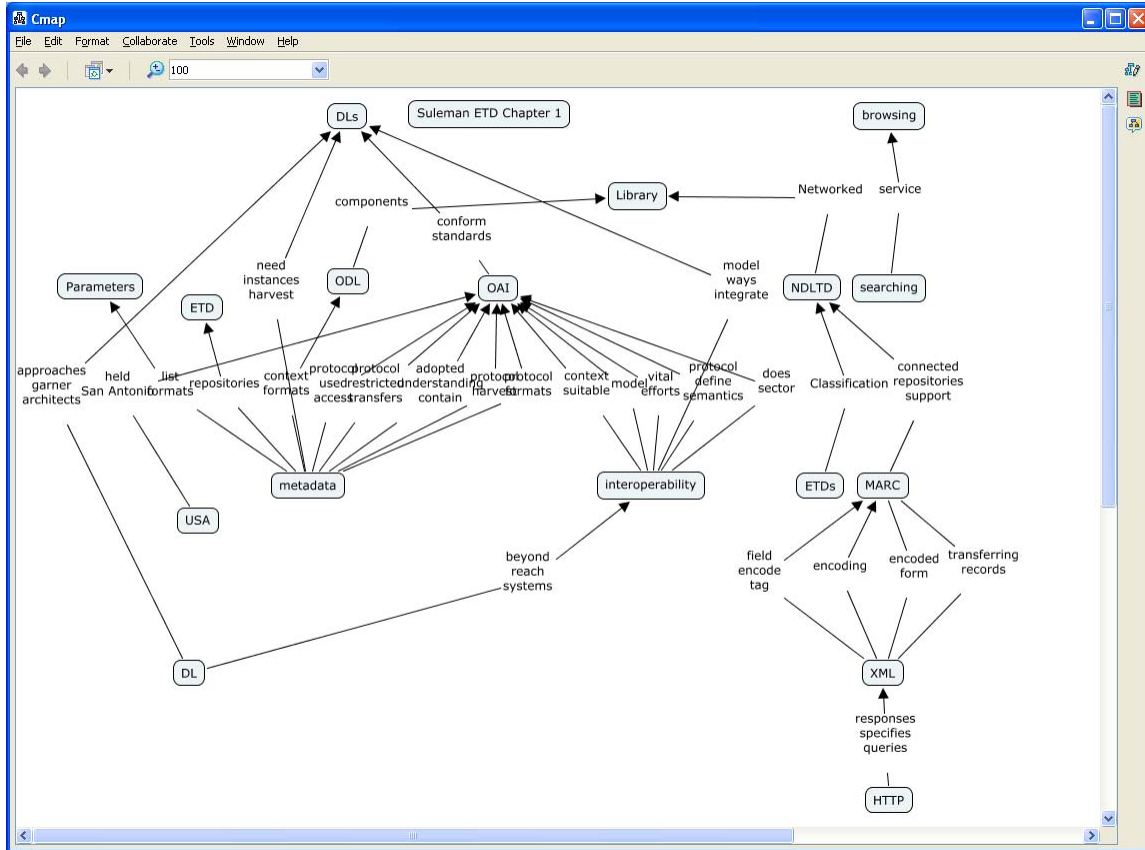 Cmap
File Edit Format Collaborate Tools Window Help
100
DLs
Suleman ETD Chapter 1
browsing
components
Library
Networked
service
conform
standards
need
instances
harvest
model
ways
integrate
Parameters
ETD
ODL
OAI
NDLTD
searching
approaches
garner
architects
held
San Antonio
list
formats
repositories
context
formats
protocol
used
access
protocol
restricted
transfers
adopted
understanding
contain
protocol
harvest
protocol
formats
context
suitable
model
vital
efforts
protocol
define
semantics
does
sector
Classification
connected
repositories
support
metadata
interoperability
ETDs
MARC
USA
beyond
reach
systems
field
encode
tag
encoding
encoded
form
transferring
records
DL
XML
responses
specifies
queries
HTTP